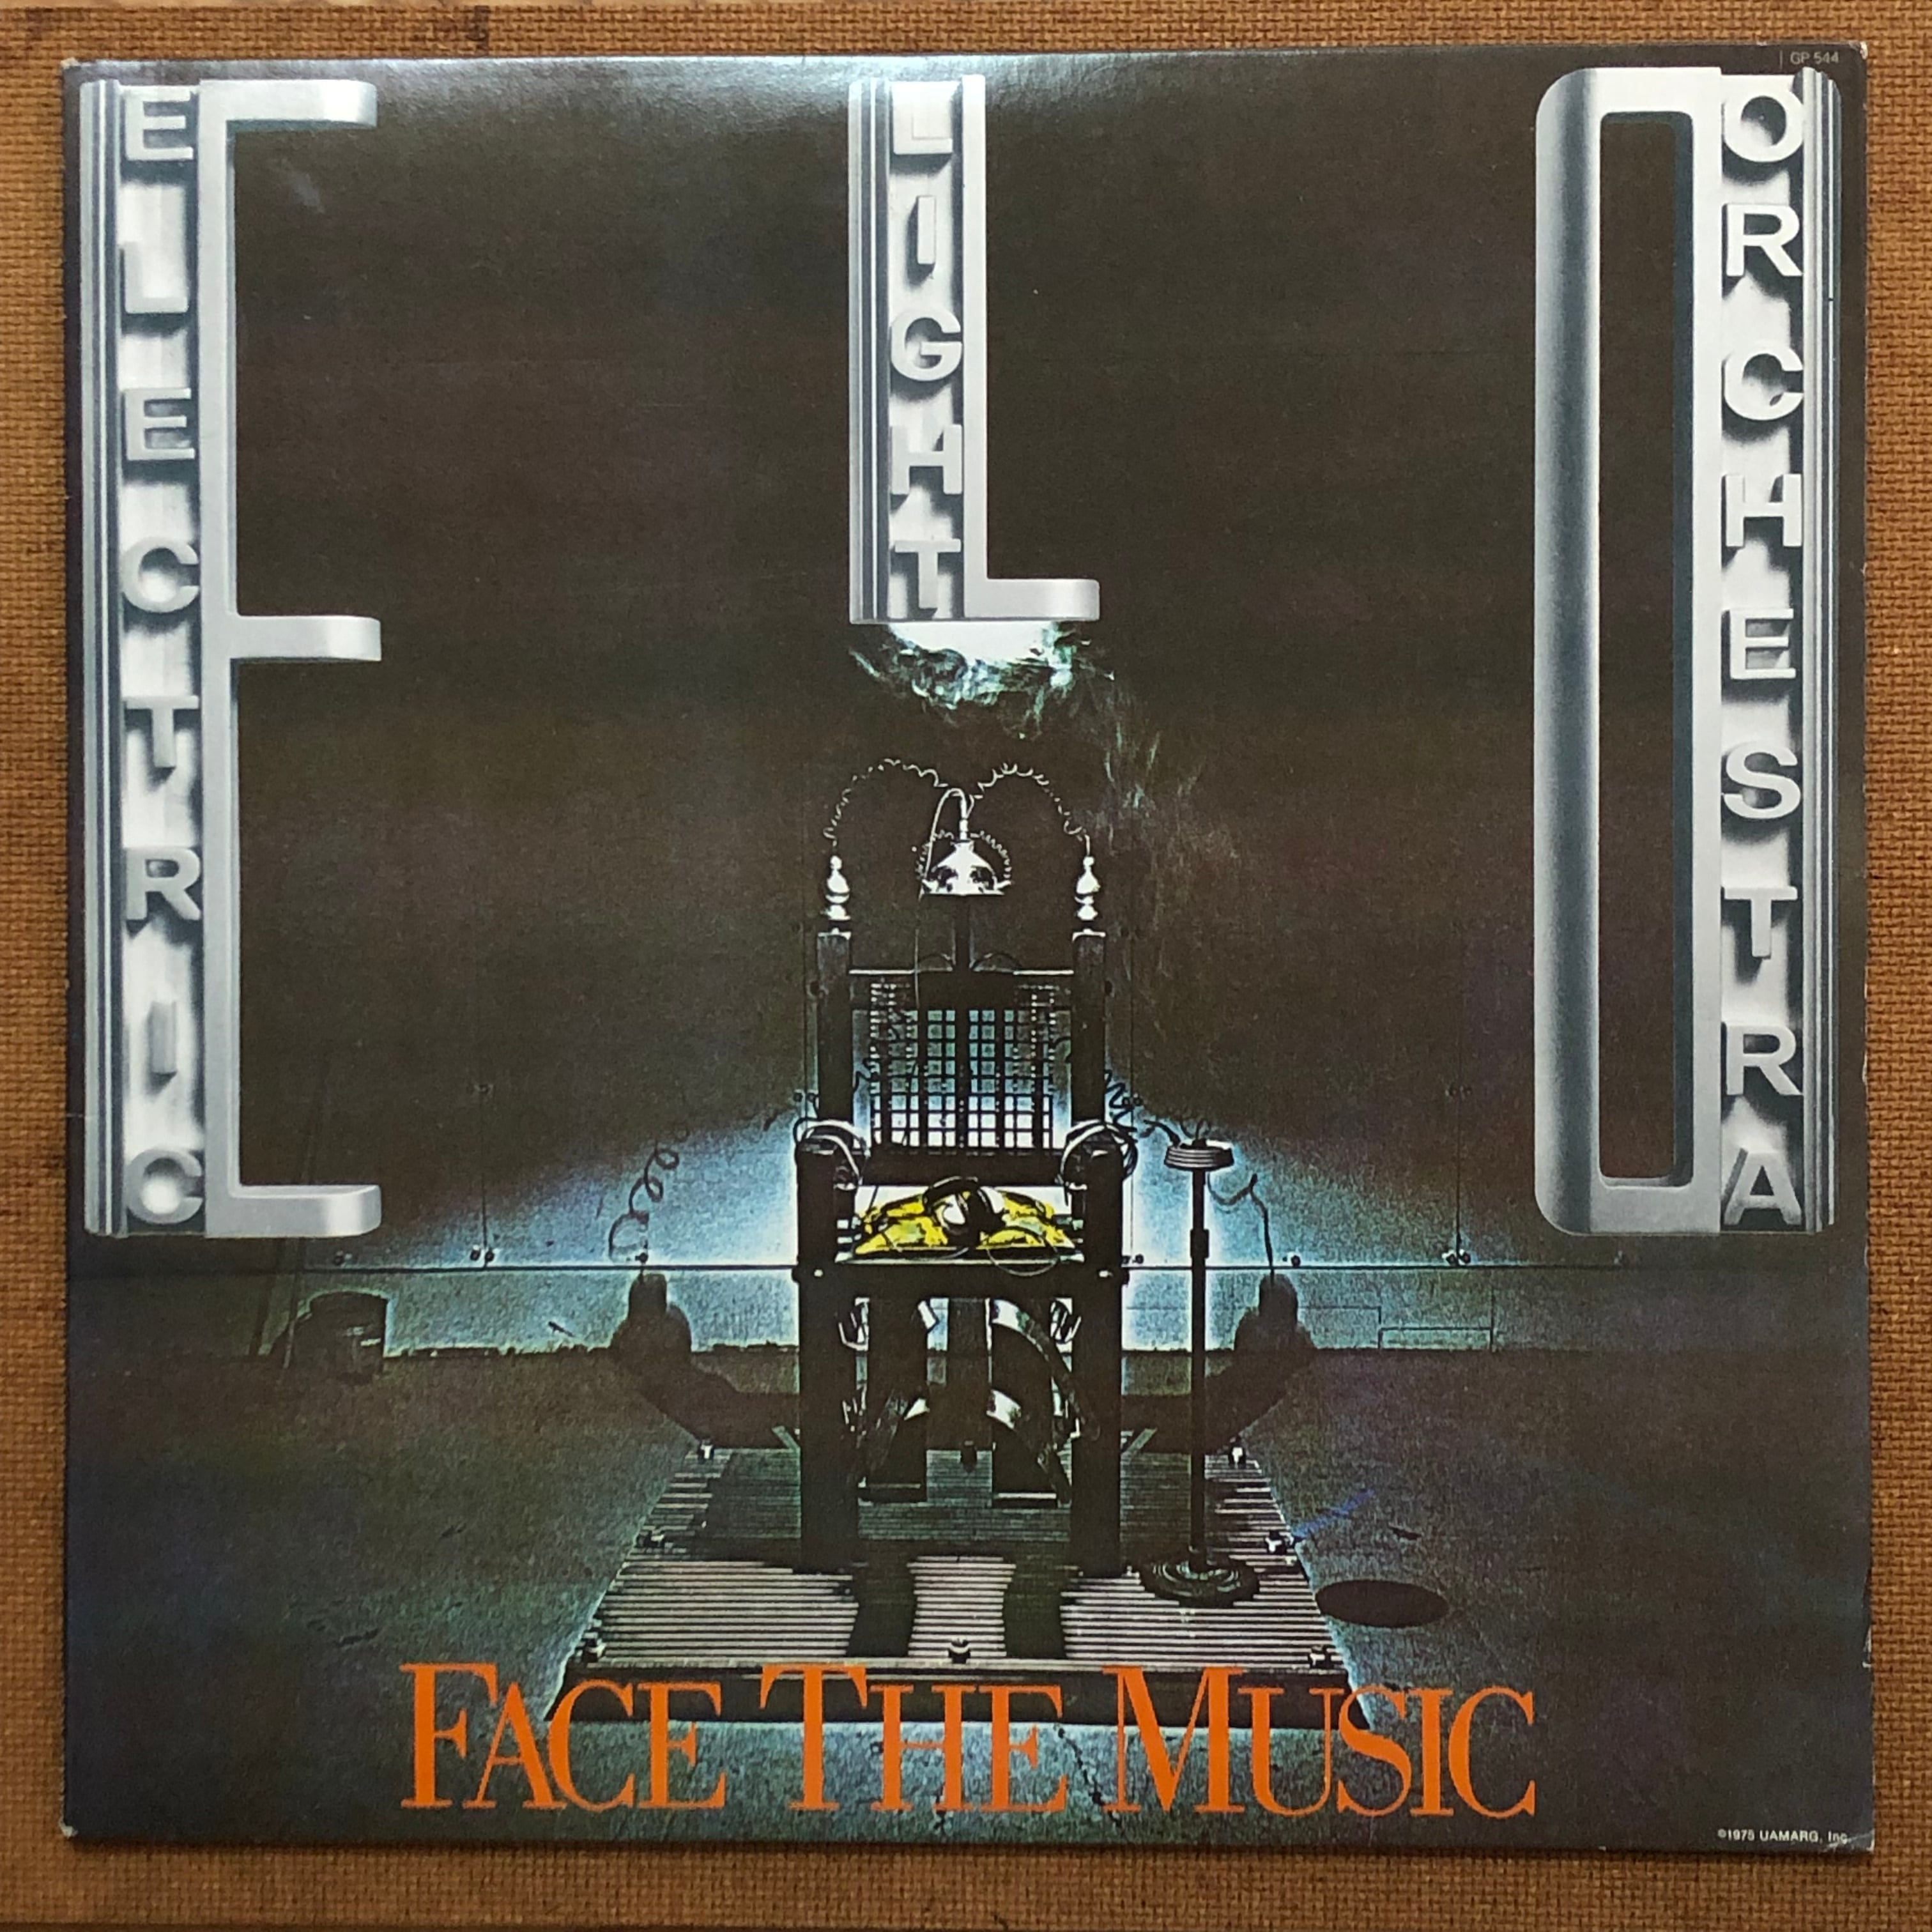 GP 544
E
ELECTRIC
L
LIGHT
O
ORCHESTRA
FACE THE MUSIC
©1975 UAMARG, Inc.